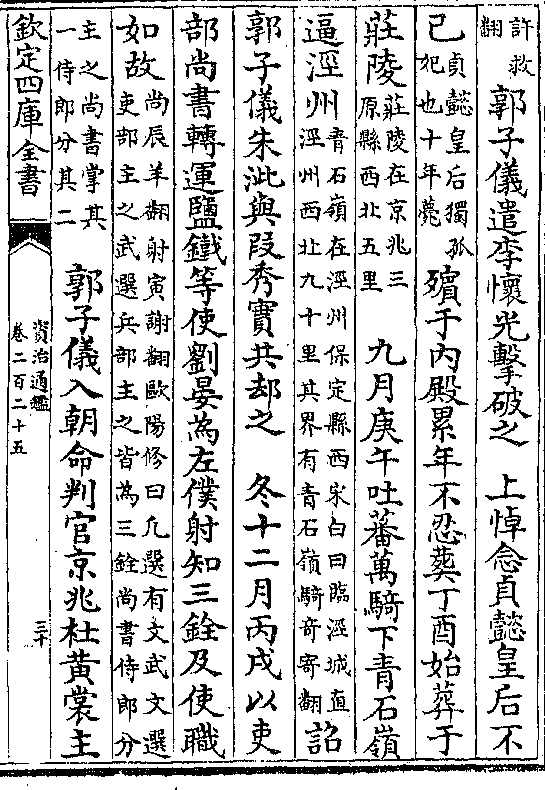 許救
翻
郭子儀遣李懷光擊破之　上悼念貞懿皇后不
已
貞懿皇后獨孤
妃也十年薨
殯于内殿累年不忍葬丁酉始葬于
莊陵
莊陵在京兆三
原縣西北五里
九月庚午吐蕃萬騎下青石嶺
逼涇州
青石嶺在涇州保定縣西宋白曰臨涇城直
涇州西北九十里其界有青石嶺騎奇寄翻
詔
郭子儀朱泚與段秀實共却之　冬十二月丙戌以吏
部尚書轉運鹽鐵等使劉晏為左僕射知三銓及使職
如故
尚辰羊翻射寅謝翻歐陽修曰凡選有文武文選
吏部主之武選兵部主之皆為三銓尚書侍郎分
主之尚書掌其
一侍郎分其二
郭子儀入朝命判官京兆杜黄裳主
欽定四庫全書
資治通鑑
卷二百二十五
三十